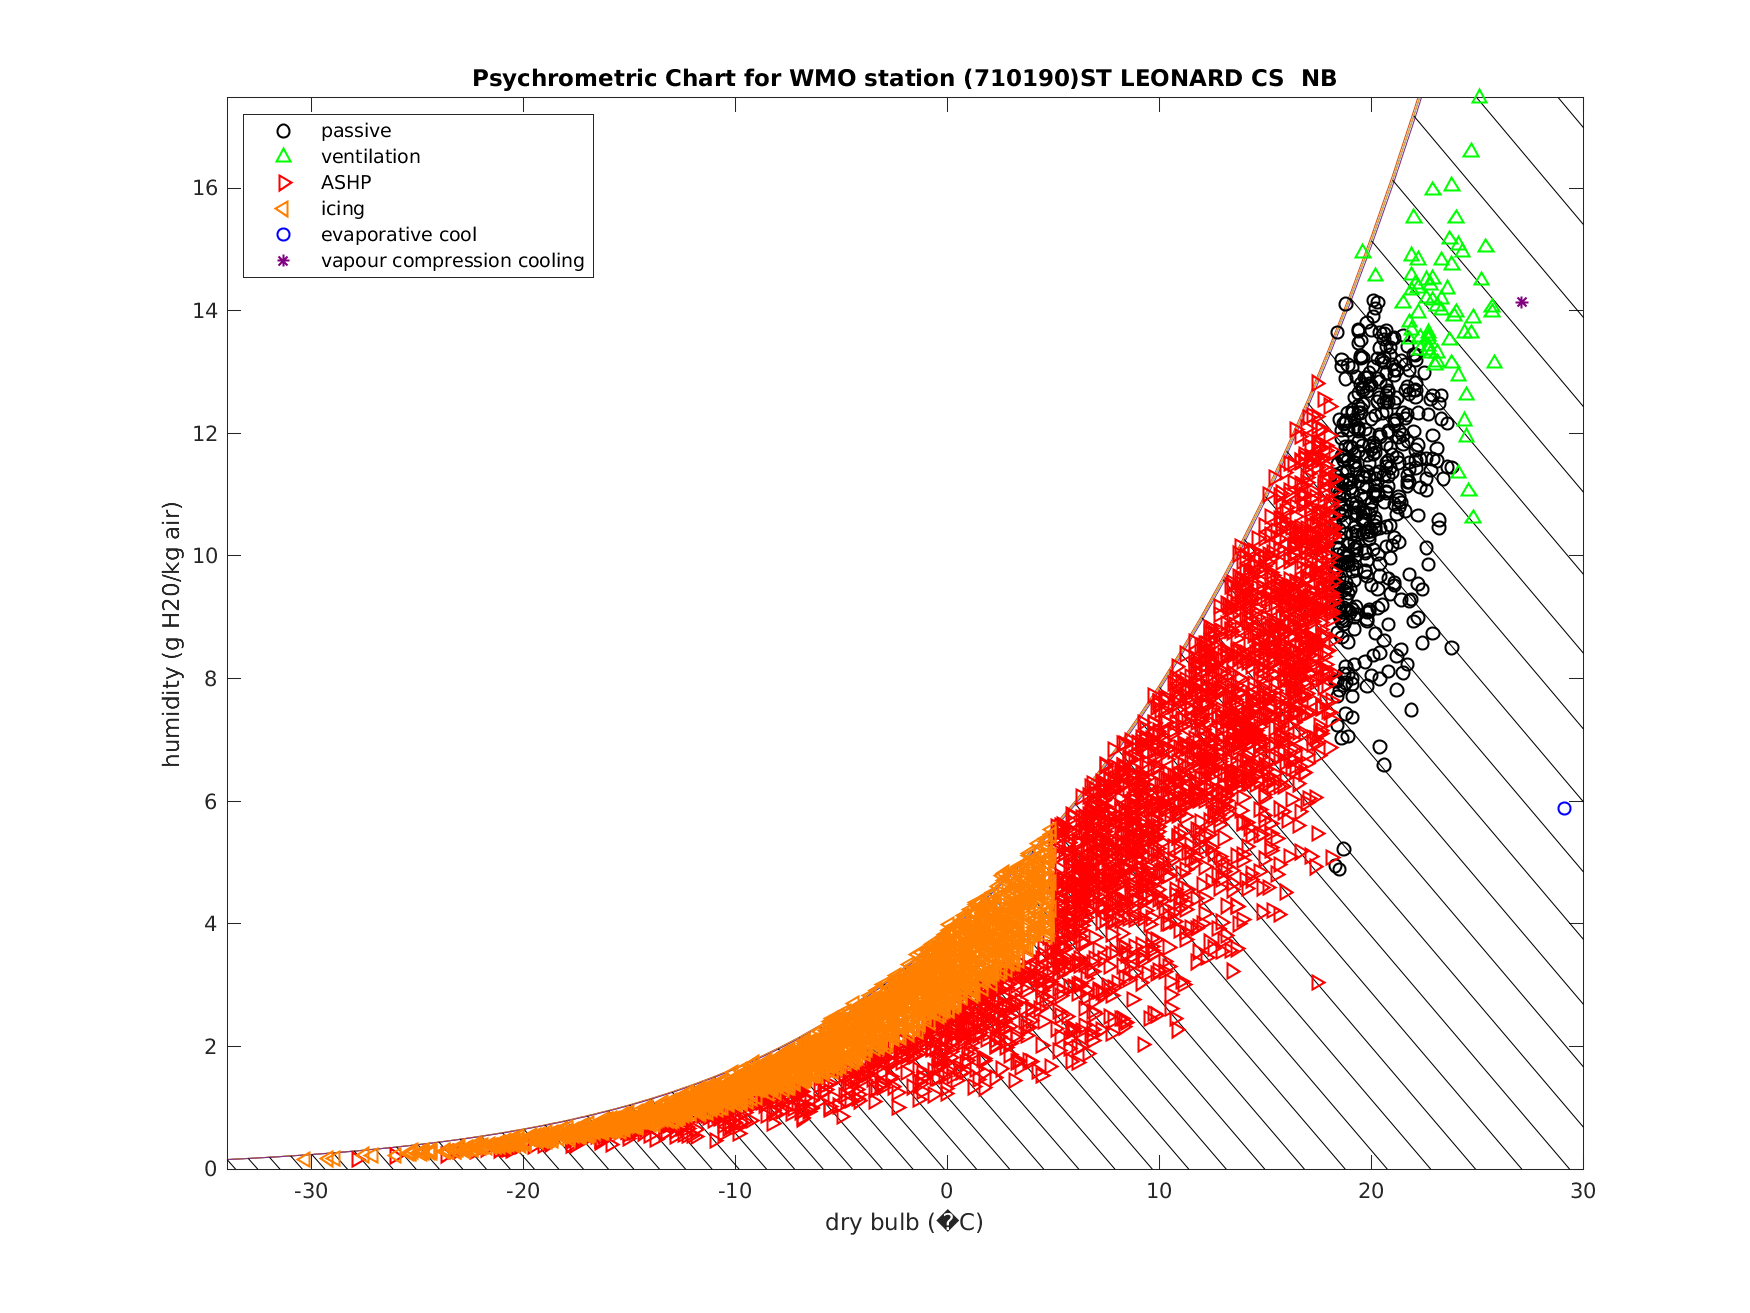 Psychrometric Chart for WMO station (710190)ST LEONARD CS  NB
passive
ventilation
ASHP
icing
evaporative cool
vapour compression cooling
humidity (g H20/kg air)
16
14
12
10
8
6
4
2
0
-30
-20
-10
0
10
20
30
dry bulb (�C)